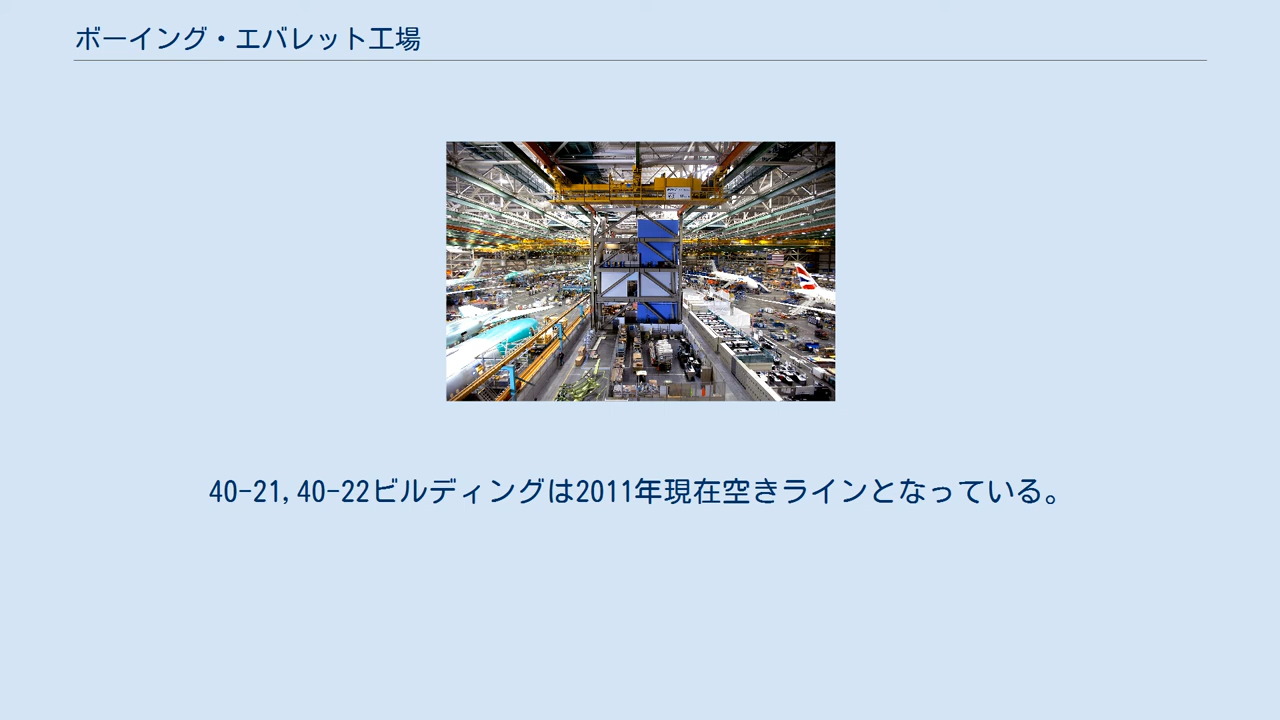 ボーイング・エバレット工場
40-21,40-22ビルディングは2011年現在空きラインとなっている。